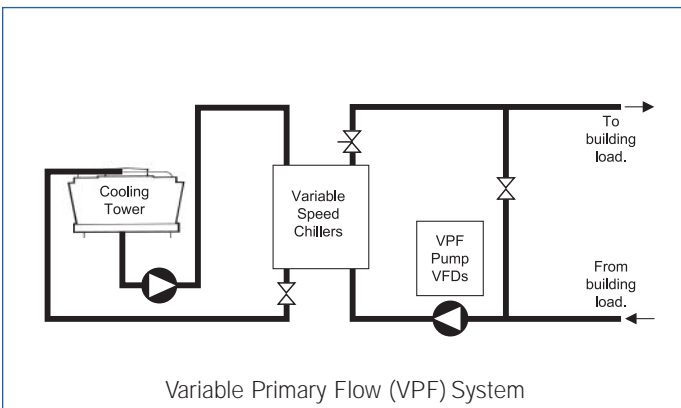 Cooling
Tower
Variable
Speed
Chillers
VPF
Pump
VFDs
To
building
load.
From
building
load.
Variable Primary Flow (VPF) System